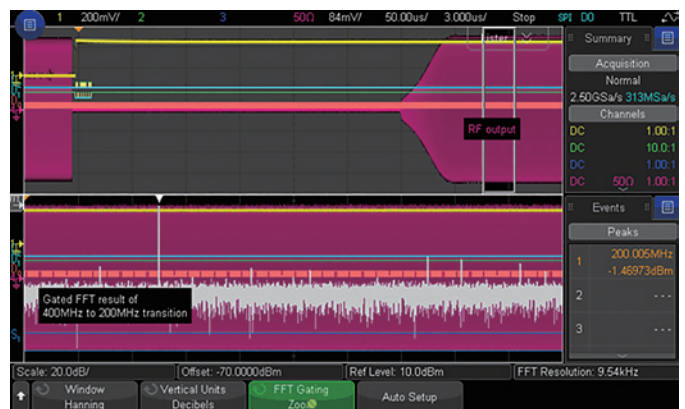 1 200mV/ 2 3 50Ω 84mV/ 50.00us/ 3.000us/ Stop SPI D0 TTL
Summary
Acquisition
Normal
2.50GSa/s 313MSa/s
Channels
DC 1.00:1
DC 10.0:1
DC 1.00:1
DC 50Ω 1.00:1
RF output
Events
Peaks
1 200.005MHz
-1.46973dBm
2 ---
3 ---
Gated FFT result of
400MHz to 200MHz transition
Scale: 20.0dB/ Offset: -70.0000dBm Ref Level: 10.0dBm FFT Resolution: 9.54kHz
Window
Hanning
Vertical Units
Decibels
FFT Gating
Zoo
Auto Setup